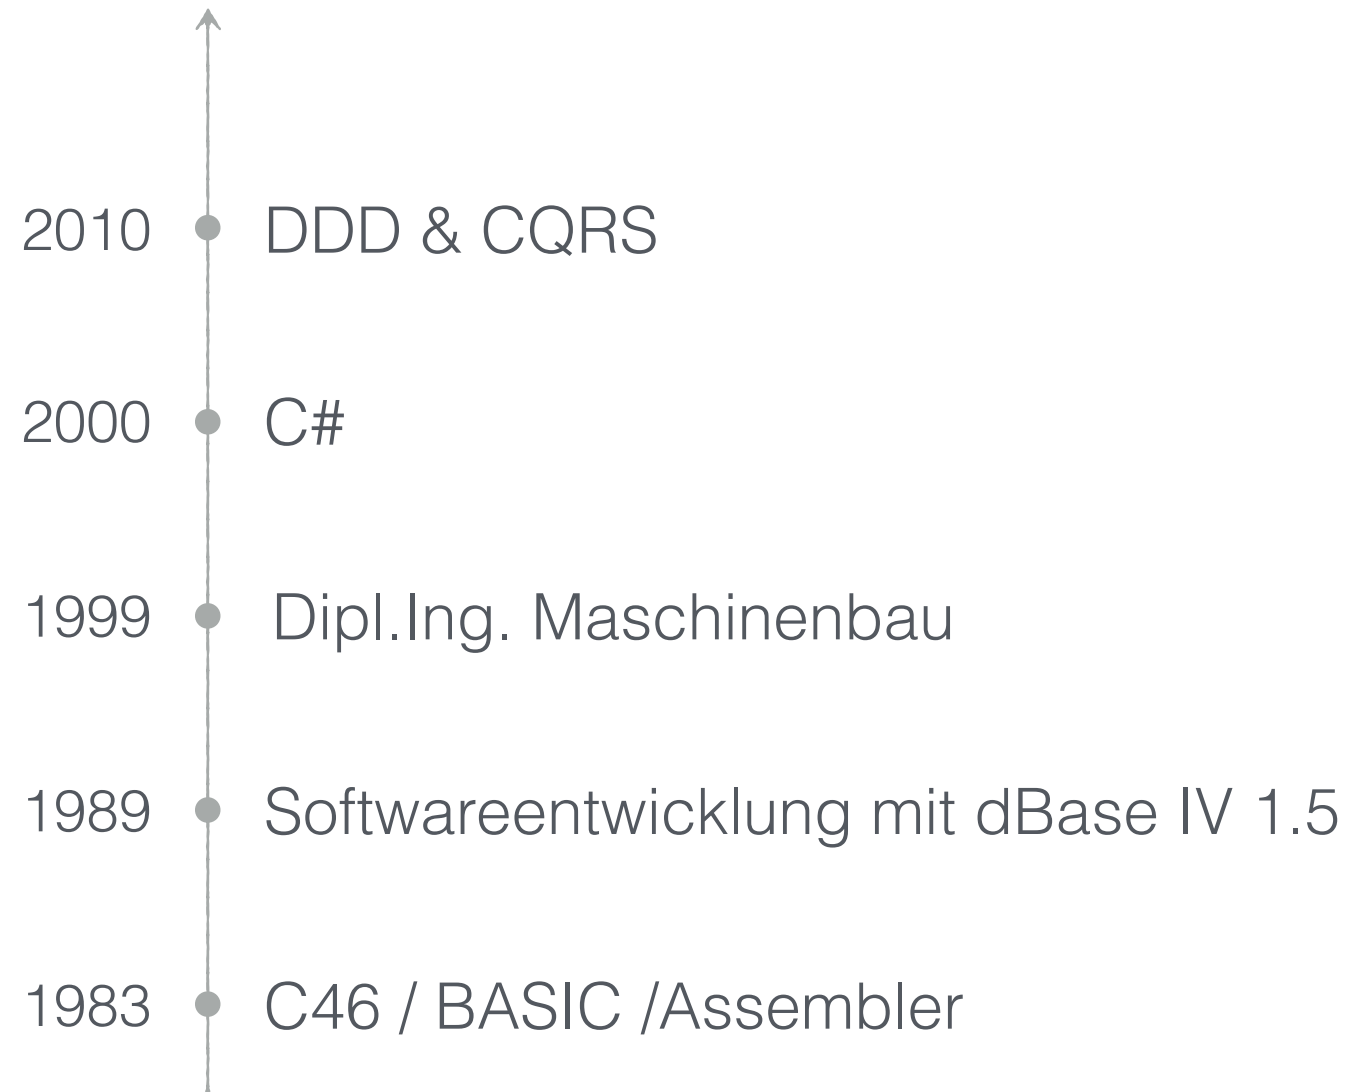 2010 DDD & CQRS
2000 C#
1999 Dipl.Ing. Maschinenbau
1989 Softwareentwicklung mit dBase IV 1.5
1983 C46 / BASIC /Assembler